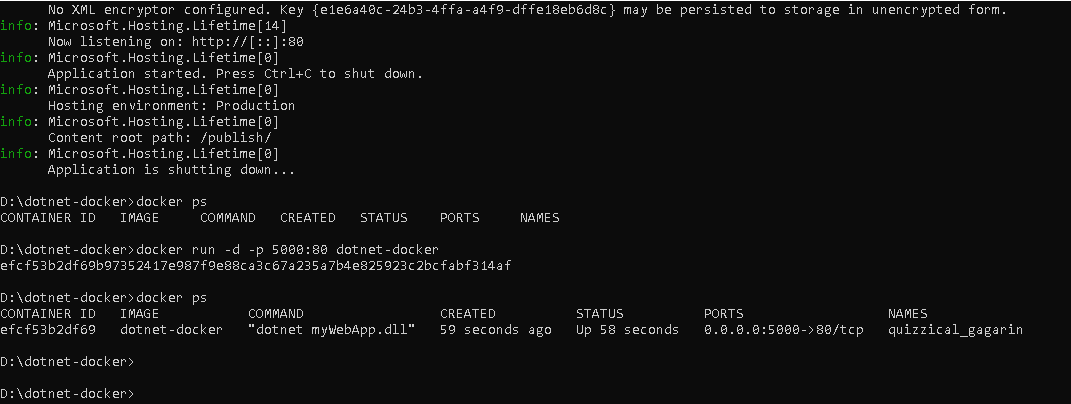 No XML encryptor configured. Key {e1e6a40c-24b3-4ffa-a4f9-dffe18eb6d8c} may be persisted to storage in unencrypted form.
info: Microsoft.Hosting.Lifetime[14]
Now listening on: http://[::]:80
info: Microsoft.Hosting.Lifetime[0]
Application started. Press Ctrl+C to shut down.
info: Microsoft.Hosting.Lifetime[0]
Hosting environment: Production
info: Microsoft.Hosting.Lifetime[0]
Content root path: /publish/
info: Microsoft.Hosting.Lifetime[0]
Application is shutting down...
D:\dotnet-docker>docker ps
CONTAINER ID IMAGE COMMAND CREATED STATUS PORTS NAMES
D:\dotnet-docker>docker run -d -p 5000:80 dotnet-docker
efcf53b2df69b97352417e987f9e88ca3c67a235a7b4e825923c2bcfabf314af
D:\dotnet-docker>docker ps
CONTAINER ID IMAGE COMMAND CREATED STATUS PORTS NAMES
efcf53b2df69 dotnet-docker "dotnet myWebApp.dll" 59 seconds ago Up 58 seconds 0.0.0.0:5000->80/tcp quizzical_gagarin
D:\dotnet-docker>
D:\dotnet-docker>